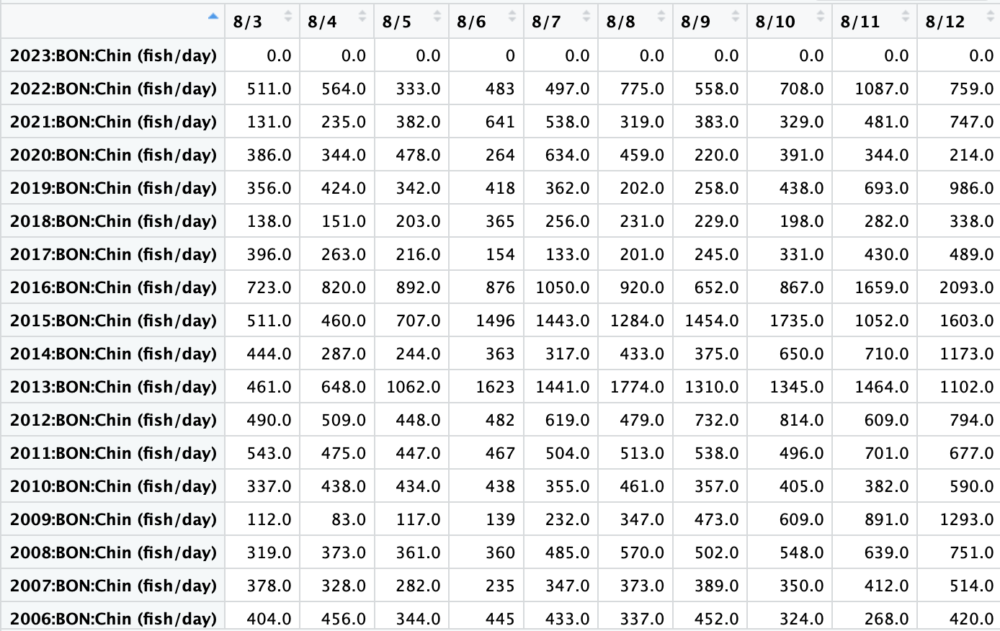 8/3 8/4 8/5 8/6 8/7 8/8 8/9 8/10 8/11 8/12
2023:BON:Chin (fish/day) 0.0 0.0 0.0 0 0.0 0.0 0.0 0.0 0.0 0.0
2022:BON:Chin (fish/day) 511.0 564.0 333.0 483 497.0 775.0 558.0 708.0 1087.0 759.0
2021:BON:Chin (fish/day) 131.0 235.0 382.0 641 538.0 319.0 383.0 329.0 481.0 747.0
2020:BON:Chin (fish/day) 386.0 344.0 478.0 264 634.0 459.0 220.0 391.0 344.0 214.0
2019:BON:Chin (fish/day) 356.0 424.0 342.0 418 362.0 202.0 258.0 438.0 693.0 986.0
2018:BON:Chin (fish/day) 138.0 151.0 203.0 365 256.0 231.0 229.0 198.0 282.0 338.0
2017:BON:Chin (fish/day) 396.0 263.0 216.0 154 133.0 201.0 245.0 331.0 430.0 489.0
2016:BON:Chin (fish/day) 723.0 820.0 892.0 876 1050.0 920.0 652.0 867.0 1659.0 2093.0
2015:BON:Chin (fish/day) 511.0 460.0 707.0 1496 1443.0 1284.0 1454.0 1735.0 1052.0 1603.0
2014:BON:Chin (fish/day) 444.0 287.0 244.0 363 317.0 433.0 375.0 650.0 710.0 1173.0
2013:BON:Chin (fish/day) 461.0 648.0 1062.0 1623 1441.0 1774.0 1310.0 1345.0 1464.0 1102.0
2012:BON:Chin (fish/day) 490.0 509.0 448.0 482 619.0 479.0 732.0 814.0 609.0 794.0
2011:BON:Chin (fish/day) 543.0 475.0 447.0 467 504.0 513.0 538.0 496.0 701.0 677.0
2010:BON:Chin (fish/day) 337.0 438.0 434.0 438 355.0 461.0 357.0 405.0 382.0 590.0
2009:BON:Chin (fish/day) 112.0 83.0 117.0 139 232.0 347.0 473.0 609.0 891.0 1293.0
2008:BON:Chin (fish/day) 319.0 373.0 361.0 360 485.0 570.0 502.0 548.0 639.0 751.0
2007:BON:Chin (fish/day) 378.0 328.0 282.0 235 347.0 373.0 389.0 350.0 412.0 514.0
2006:BON:Chin (fish/day) 404.0 456.0 344.0 445 433.0 337.0 452.0 324.0 268.0 420.0